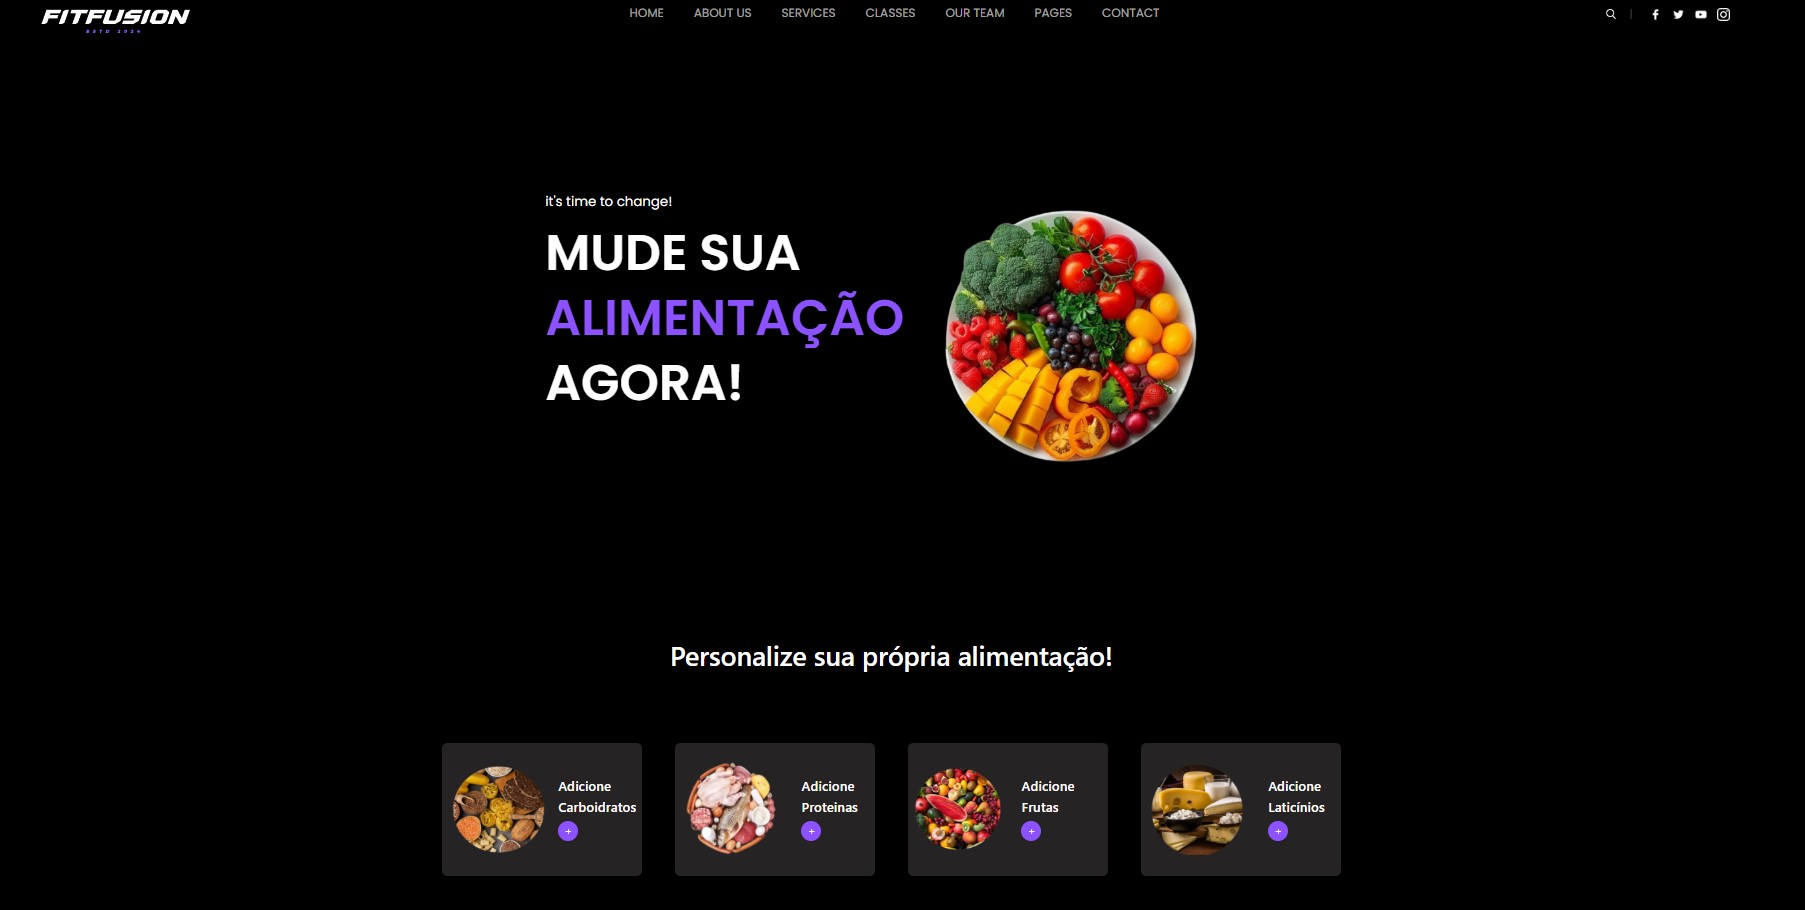 FITFUSION
ESTD 2024
HOME ABOUT US SERVICES CLASSES OUR TEAM PAGES CONTACT
it's time to change!
MUDE SUA
ALIMENTAÇÃO
AGORA!
Personalize sua própria alimentação!
Adicione
Carboidratos
+
Adicione
Proteinas
+
Adicione
Frutas
+
Adicione
Laticínios
+